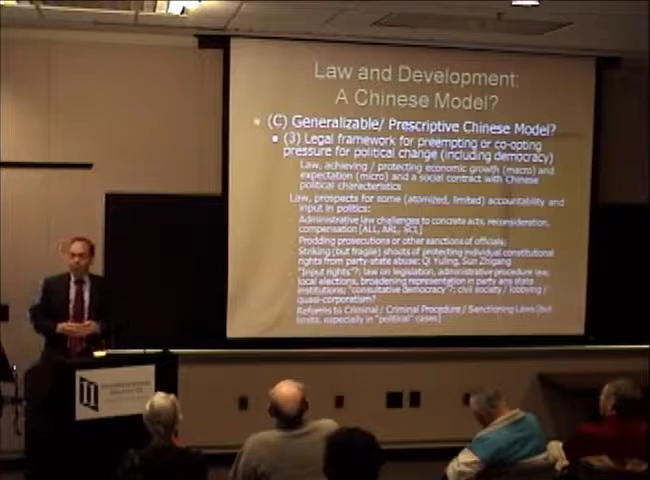 Law and Development:
A Chinese Model?
(C) Generalizable/ Prescriptive Chinese Model?
(3) Legal framework for preempting or co-opting
pressure for political change (including democracy)
Law, achieving / protecting economic growth (macro) and
expectation (micro) and a social contract with Chinese
political characteristics
Law, prospects for some (atomized, limited) accountability and
input in politics:
Administrative law challenges to concrete acts, reconsideration,
compensation [ALL, ARL, SCL]
Prodding prosecutions or other sanctions of officials;
Striking (but fragile) shoots of protecting individual constitutional
rights from party-state abuse: Qi Yuling, Sun Zhigang
"Input rights"?: law on legislation, administrative procedure law,
local elections, broadening representation in party and state
institutions; "consultative democracy"?; civil society / lobbying /
quasi-corporatism?
Reforms to Criminal / Criminal Procedure / Sanctioning Laws [but
limits, especially in "political" cases]